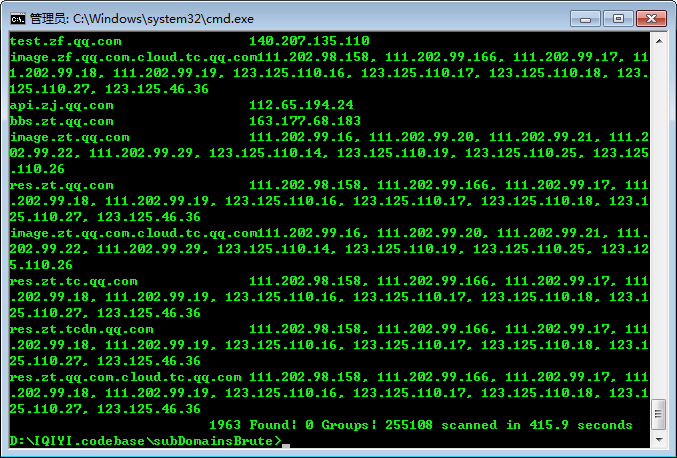 管理员: C:\Windows\system32\cmd.exe
test.zf.qq.com                140.207.135.110
image.zf.qq.com.cloud.tc.qq.com111.202.98.158, 111.202.99.166, 111.202.99.17, 11
1.202.99.18, 111.202.99.19, 123.125.110.16, 123.125.110.17, 123.125.110.18, 123.
125.110.27, 123.125.46.36
api.zj.qq.com                 112.65.194.24
bbs.zt.qq.com                 163.177.68.183
image.zt.qq.com               111.202.99.16, 111.202.99.20, 111.202.99.21, 111.2
02.99.22, 111.202.99.29, 123.125.110.14, 123.125.110.19, 123.125.110.25, 123.125
.110.26
res.zt.qq.com                 111.202.98.158, 111.202.99.166, 111.202.99.17, 111
.202.99.18, 111.202.99.19, 123.125.110.16, 123.125.110.17, 123.125.110.18, 123.1
25.110.27, 123.125.46.36
image.zt.qq.com.cloud.tc.qq.com111.202.99.16, 111.202.99.20, 111.202.99.21, 111.
202.99.22, 111.202.99.29, 123.125.110.14, 123.125.110.19, 123.125.110.25, 123.12
5.110.26
res.zt.tc.qq.com              111.202.98.158, 111.202.99.166, 111.202.99.17, 111
.202.99.18, 111.202.99.19, 123.125.110.16, 123.125.110.17, 123.125.110.18, 123.1
25.110.27, 123.125.46.36
res.zt.tcdn.qq.com            111.202.98.158, 111.202.99.166, 111.202.99.17, 111
.202.99.18, 111.202.99.19, 123.125.110.16, 123.125.110.17, 123.125.110.18, 123.1
25.110.27, 123.125.46.36
res.zt.qq.com.cloud.tc.qq.com 111.202.98.158, 111.202.99.166, 111.202.99.17, 111
.202.99.18, 111.202.99.19, 123.125.110.16, 123.125.110.17, 123.125.110.18, 123.1
25.110.27, 123.125.46.36
1963 Found| 0 Groups| 255108 scanned in 415.9 seconds
D:\IQIYI.codebase\subDomainsBrute>